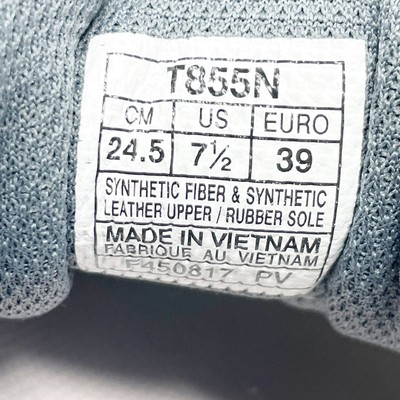 T855N
CM US EURO
24.5 7½ 39
SYNTHETIC FIBER & SYNTHETIC
LEATHER UPPER / RUBBER SOLE
MADE IN VIETNAM
FABRIQUE AU VIETNAM
F450817 PV